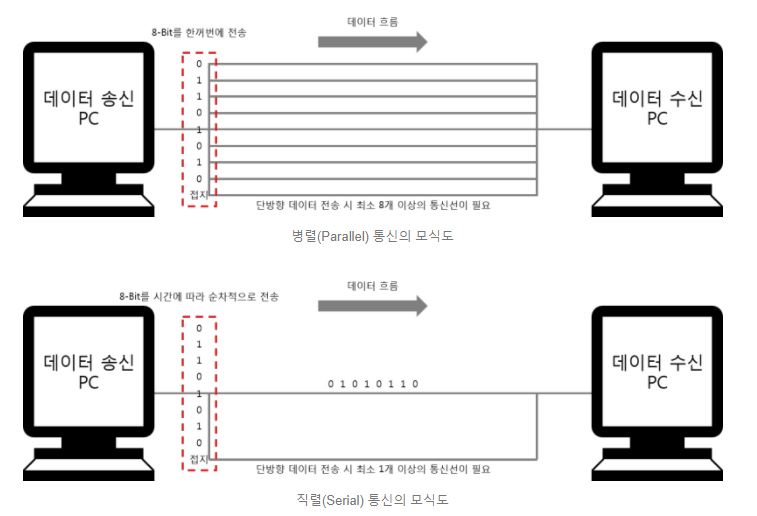 데이터 흐름
8-Bit를 한꺼번에 전송
데이터 송신
PC
0
1
1
0
1
0
1
0
접지
데이터 수신
PC
단방향 데이터 전송 시 최소 8개 이상의 통신선이 필요
병렬(Parallel) 통신의 모식도
데이터 흐름
8-Bit를 시간에 따라 순차적으로 전송
데이터 송신
PC
0
1
1
0
1
0
1
0
접지
0 1 0 1 0 1 1 0
데이터 수신
PC
단방향 데이터 전송 시 최소 1개 이상의 통신선이 필요
직렬(Serial) 통신의 모식도